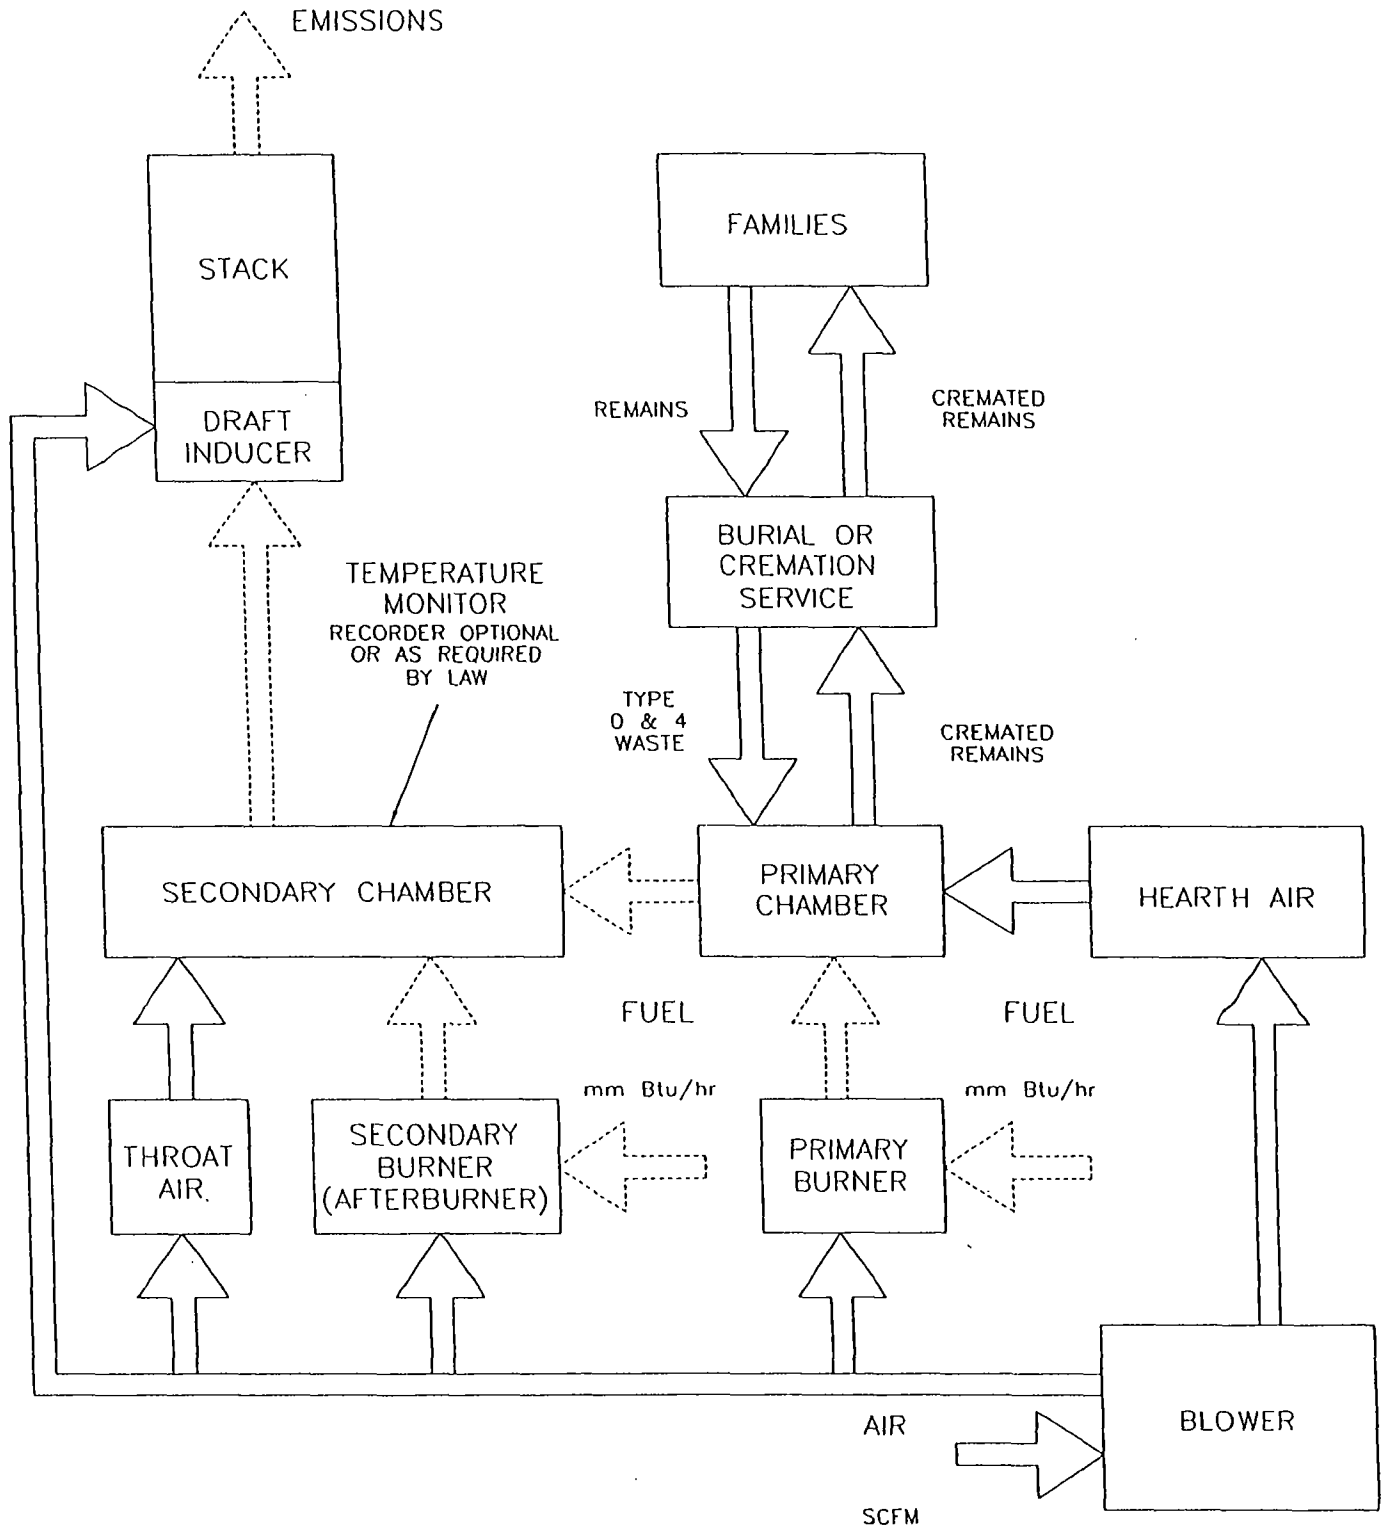 EMISSIONS
STACK
DRAFT
INDUCER
FAMILIES
REMAINS
CREMATED
REMAINS
BURIAL OR
CREMATION
SERVICE
TEMPERATURE
MONITOR
RECORDER OPTIONAL
OR AS REQUIRED
BY LAW
TYPE
0 & 4
WASTE
CREMATED
REMAINS
SECONDARY CHAMBER
PRIMARY
CHAMBER
HEARTH AIR
FUEL
mm Btu/hr
FUEL
mm Btu/hr
THROAT
AIR
SECONDARY
BURNER
(AFTERBURNER)
PRIMARY
BURNER
BLOWER
AIR
SCFM